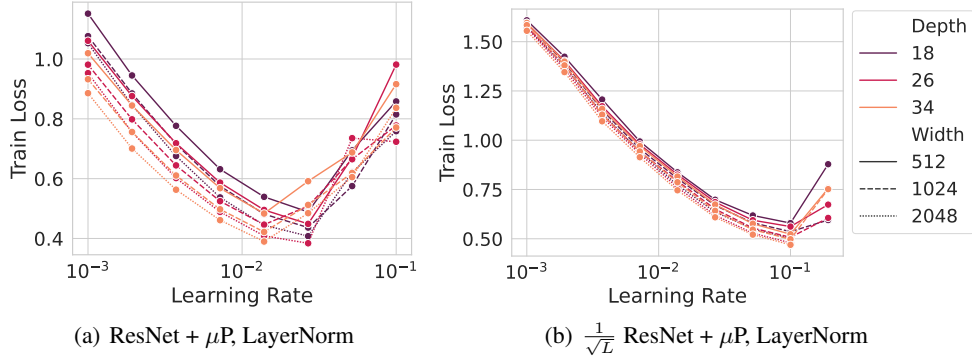 1.0
0.8
0.6
0.4
Train Loss
10⁻³
10⁻²
10⁻¹
Learning Rate
(a) ResNet + μP, LayerNorm
1.50
1.25
1.00
0.75
0.50
Train Loss
10⁻³
10⁻²
10⁻¹
Learning Rate
(b) 1/√L ResNet + μP, LayerNorm
Depth
18
26
34
Width
512
1024
2048